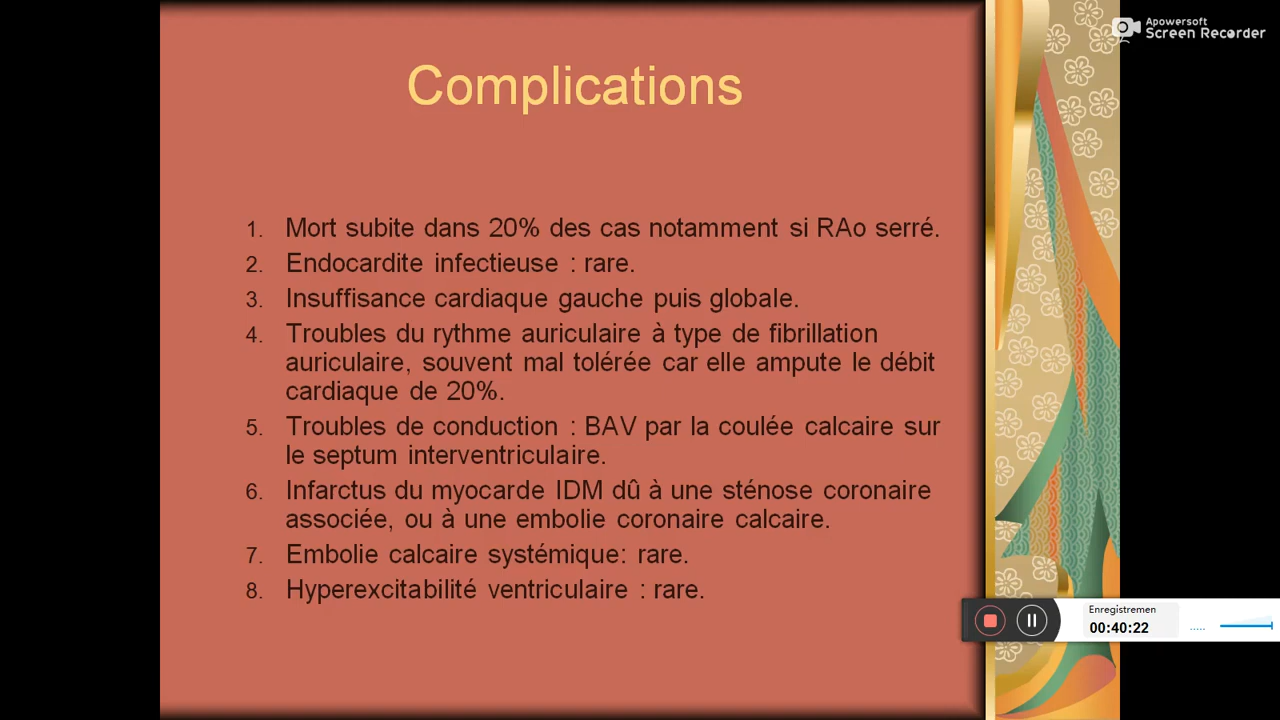 Apowersoft
Screen Recorder
Complications
1. Mort subite dans 20% des cas notamment si RAo serré.
2. Endocardite infectieuse : rare.
3. Insuffisance cardiaque gauche puis globale.
4. Troubles du rythme auriculaire à type de fibrillation
auriculaire, souvent mal tolérée car elle ampute le débit
cardiaque de 20%.
5. Troubles de conduction : BAV par la coulée calcaire sur
le septum interventriculaire.
6. Infarctus du myocarde IDM dû à une sténose coronaire
associée, ou à une embolie coronaire calcaire.
7. Embolie calcaire systémique: rare.
8. Hyperexcitabilité ventriculaire : rare.
Enregistremen
00:40:22